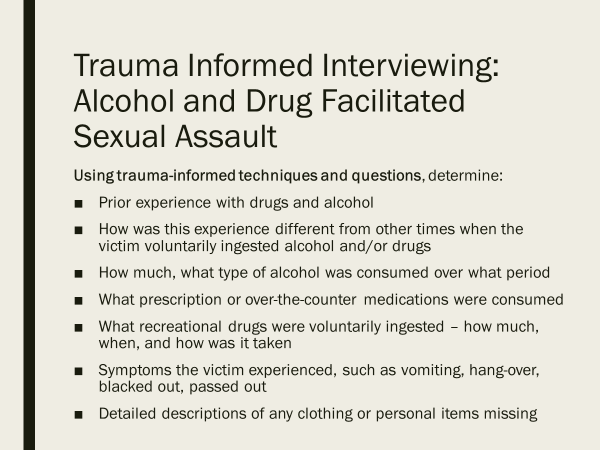 Trauma Informed Interviewing:
Alcohol and Drug Facilitated
Sexual Assault
Using trauma-informed techniques and questions, determine:
■ Prior experience with drugs and alcohol
■ How was this experience different from other times when the
victim voluntarily ingested alcohol and/or drugs
■ How much, what type of alcohol was consumed over what period
■ What prescription or over-the-counter medications were consumed
■ What recreational drugs were voluntarily ingested – how much,
when, and how was it taken
■ Symptoms the victim experienced, such as vomiting, hang-over,
blacked out, passed out
■ Detailed descriptions of any clothing or personal items missing